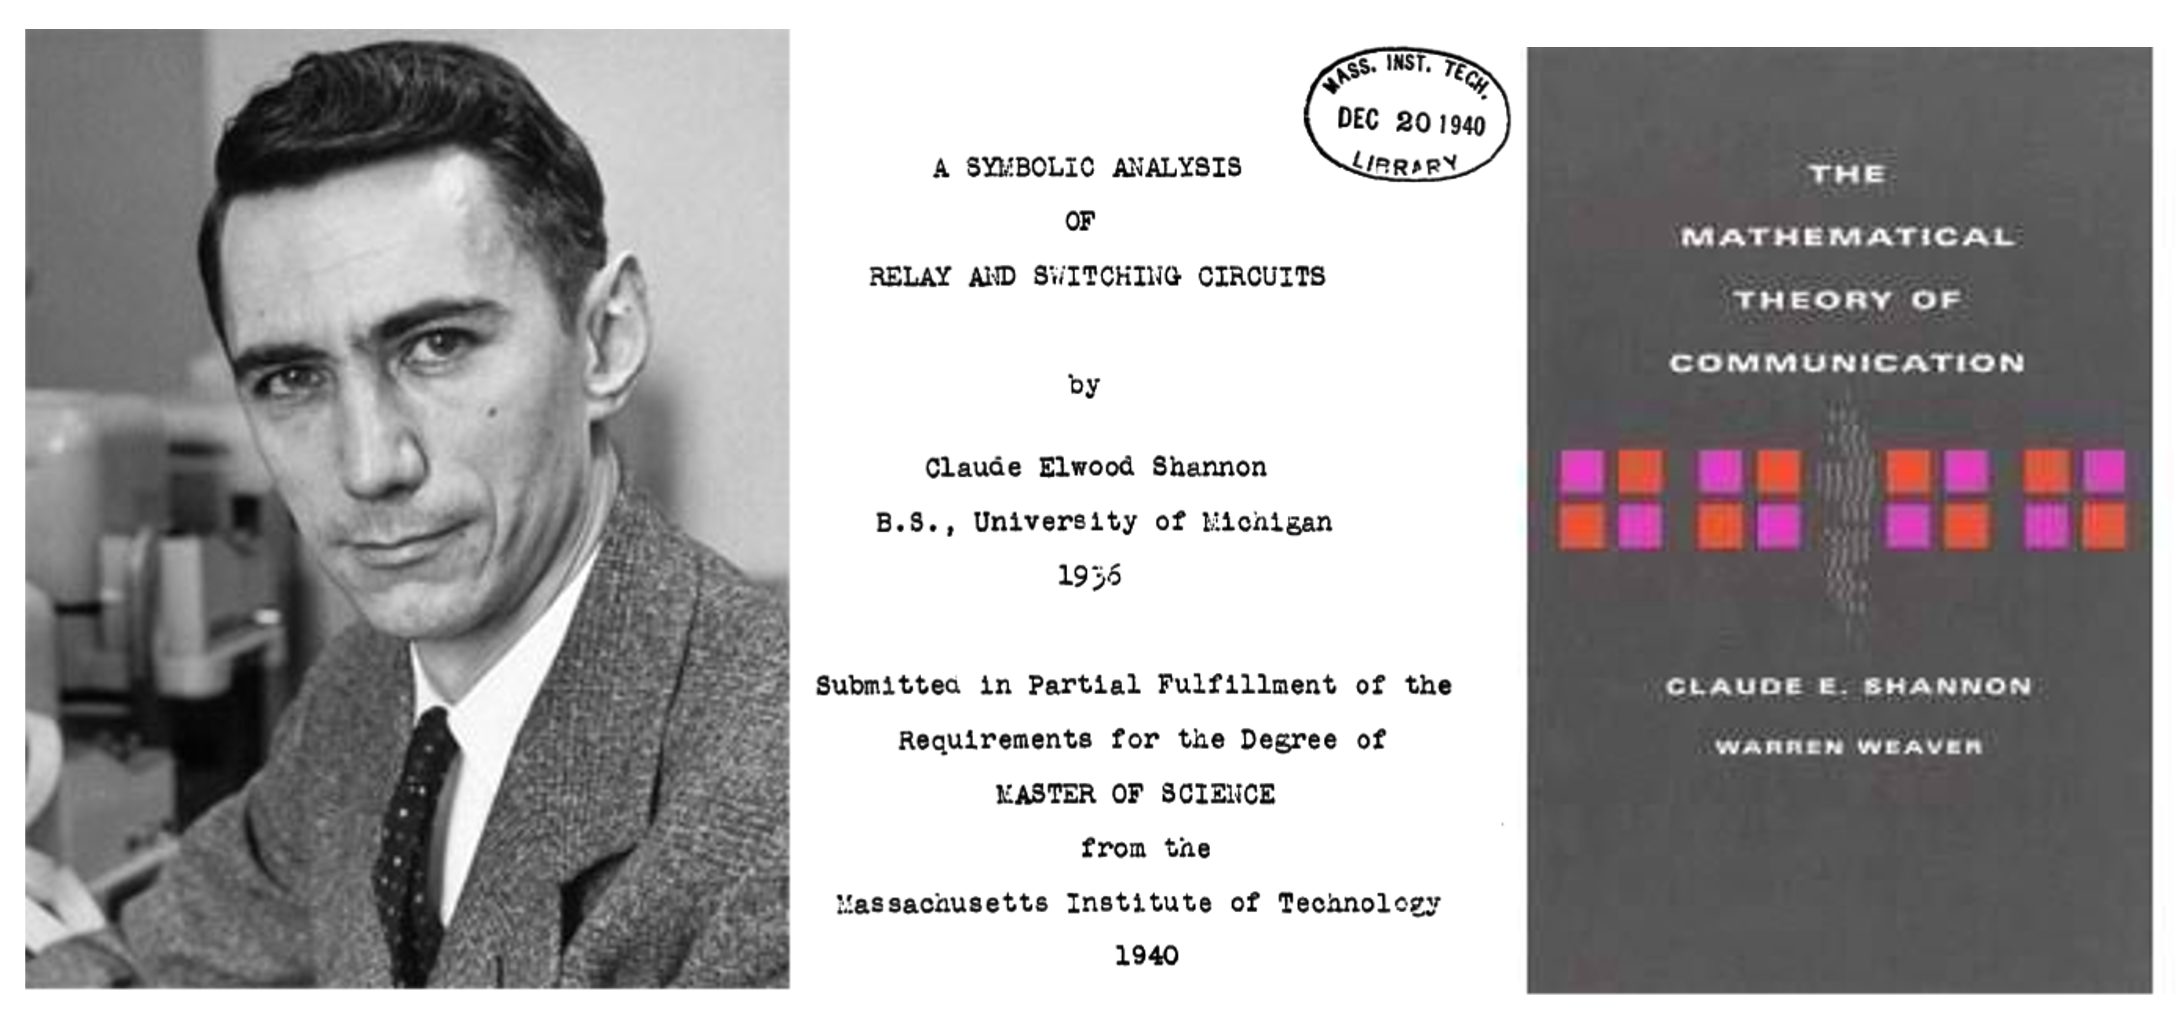 MASS. INST. TECH.
DEC 20 1940
LIBRARY
A SYMBOLIC ANALYSIS
OF
RELAY AND SWITCHING CIRCUITS
by
Claude Elwood Shannon
B.S., University of Michigan
1936
Submitted in Partial Fulfillment of the
Requirements for the Degree of
MASTER OF SCIENCE
from the
Massachusetts Institute of Technology
1940
THE
MATHEMATICAL
THEORY OF
COMMUNICATION
CLAUDE E. SHANNON
WARREN WEAVER